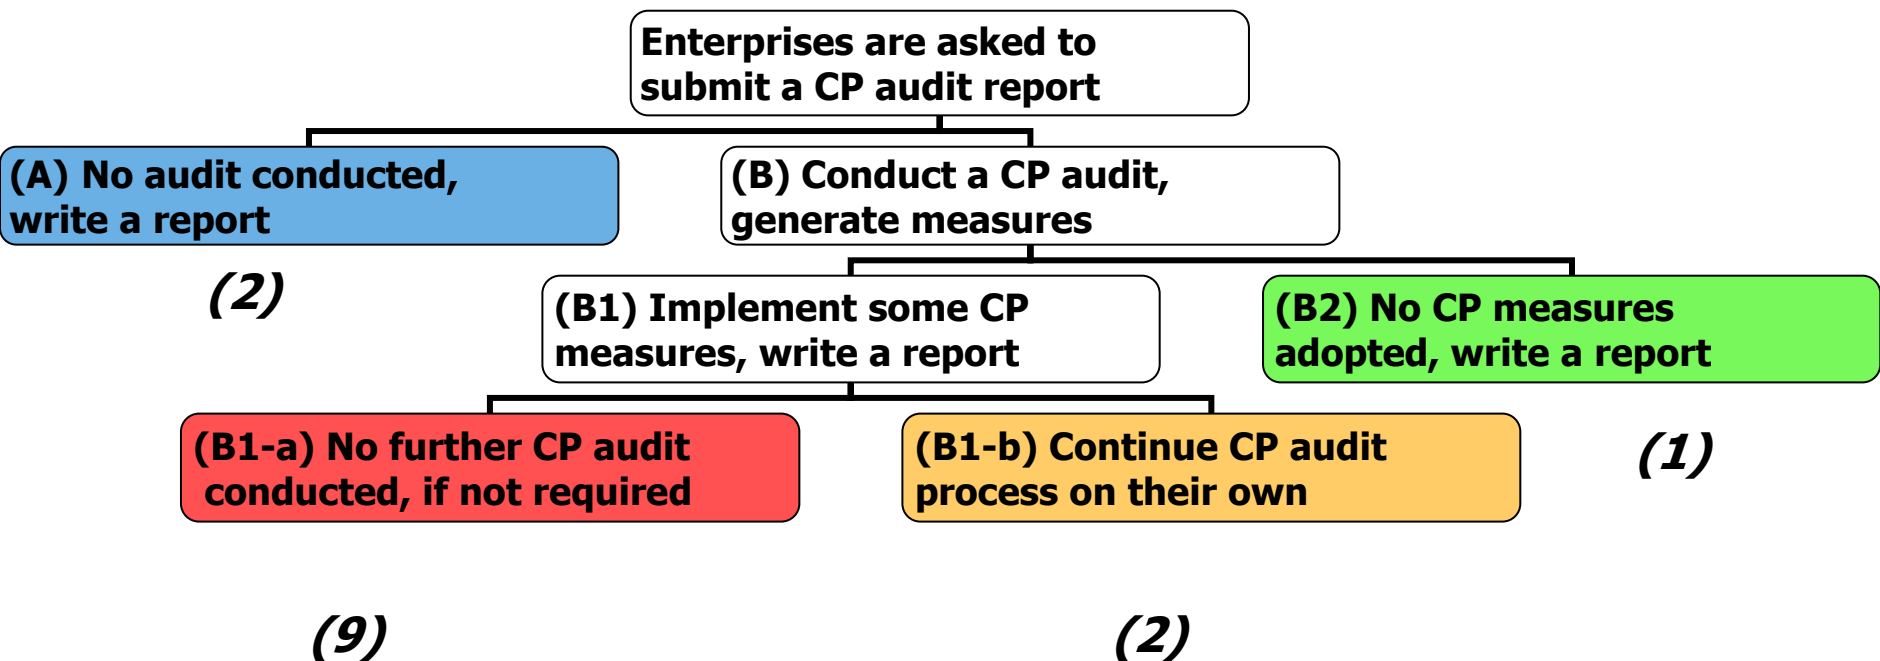 Enterprises are asked to
submit a CP audit report
(A) No audit conducted,
write a report
(B) Conduct a CP audit,
generate measures
(2)
(B1) Implement some CP
measures, write a report
(B2) No CP measures
adopted, write a report
(B1-a) No further CP audit
conducted, if not required
(B1-b) Continue CP audit
process on their own
(1)
(9)
(2)